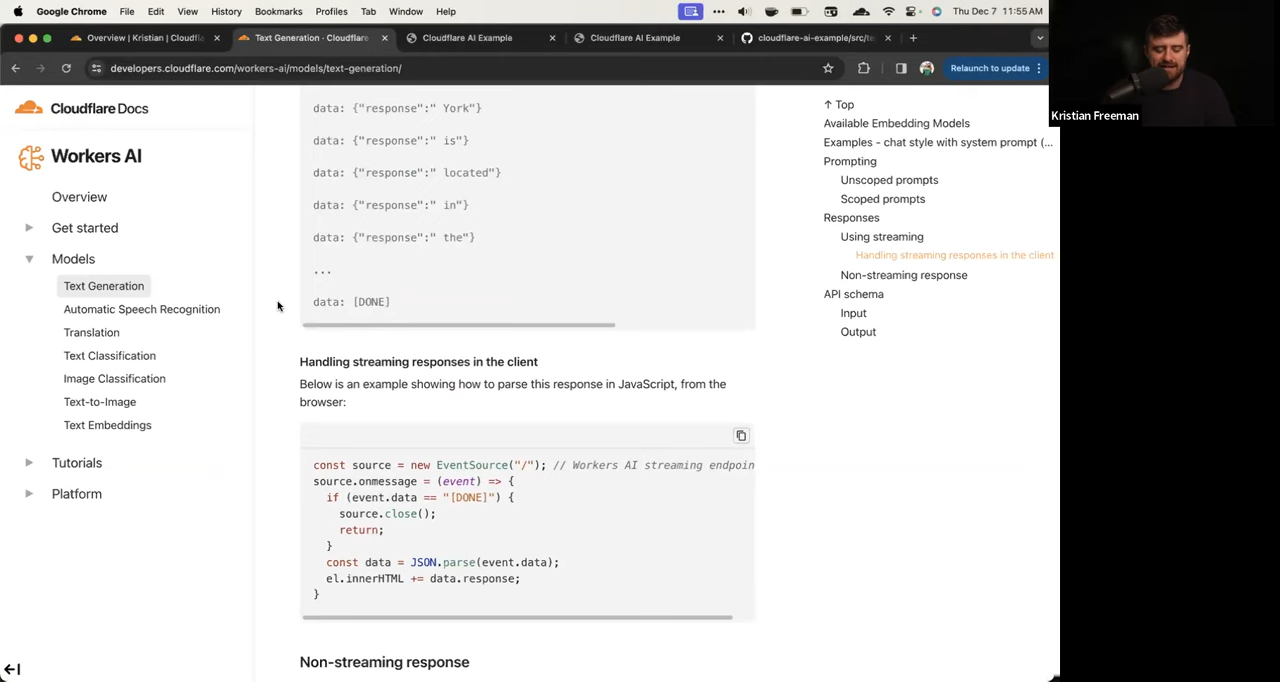 Google Chrome File Edit View History Bookmarks Profiles Tab Window Help Thu Dec 7 11:55 AM
Overview | Kristian | Cloudfl Text Generation · Cloudflare Cloudflare AI Example Cloudflare AI Example cloudflare-ai-example/src/te
developers.cloudflare.com/workers-ai/models/text-generation/ Relaunch to update
Kristian Freeman
Cloudflare Docs
Workers AI
Overview
Get started
Models
Text Generation
Automatic Speech Recognition
Translation
Text Classification
Image Classification
Text-to-Image
Text Embeddings
Tutorials
Platform
data: {"response":" York"}
data: {"response":" is"}
data: {"response":" located"}
data: {"response":" in"}
data: {"response":" the"}
...
data: [DONE]
Handling streaming responses in the client
Below is an example showing how to parse this response in JavaScript, from the
browser:
const source = new EventSource("/"); // Workers AI streaming endpoin
source.onmessage = (event) => {
if (event.data == "[DONE]") {
source.close();
return;
}
const data = JSON.parse(event.data);
el.innerHTML += data.response;
}
Non-streaming response
↑ Top
Available Embedding Models
Examples - chat style with system prompt (...
Prompting
Unscoped prompts
Scoped prompts
Responses
Using streaming
Handling streaming responses in the client
Non-streaming response
API schema
Input
Output